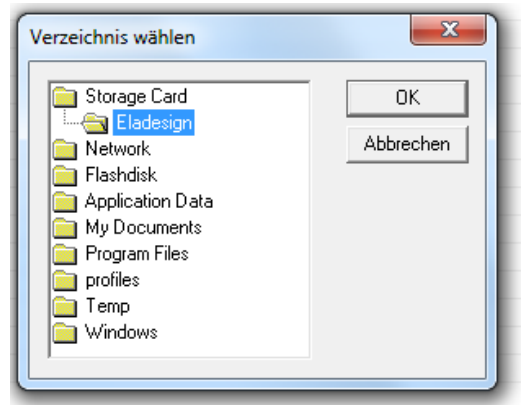 Verzeichnis wählen
Storage Card
OK
Eladesign
Abbrechen
Network
Flashdisk
Application Data
My Documents
Program Files
profiles
Temp
Windows